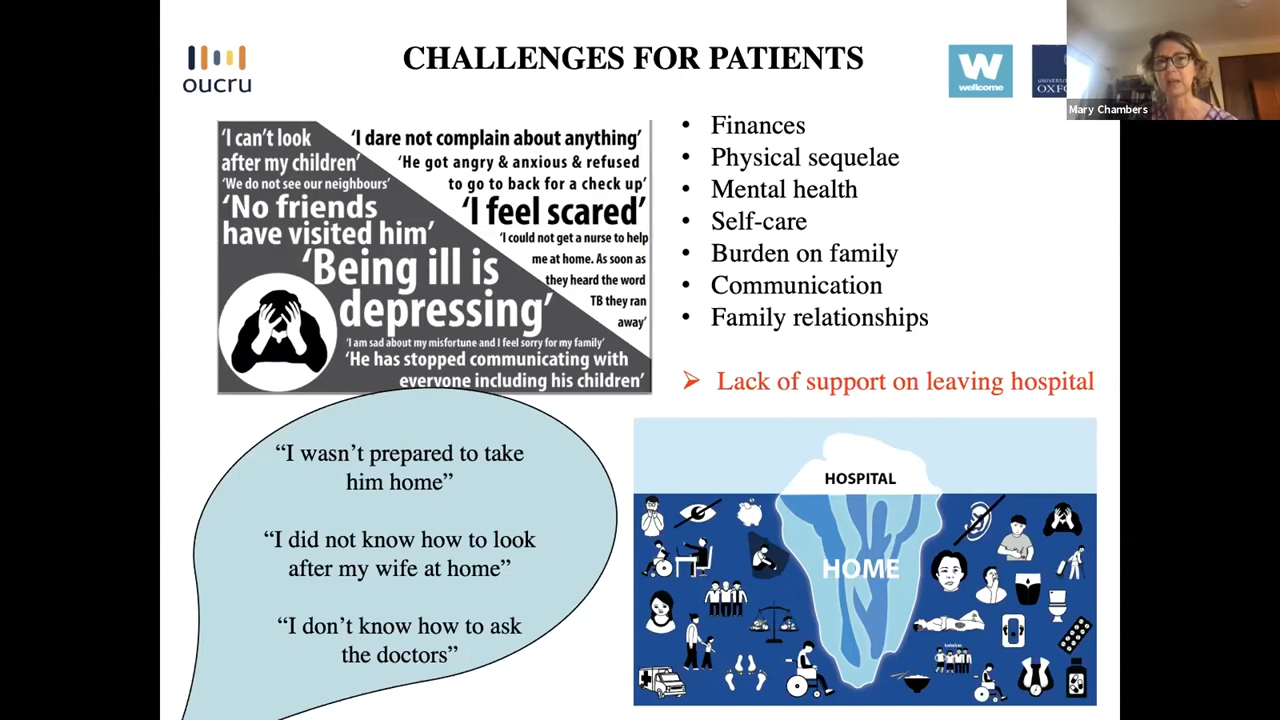 CHALLENGES FOR PATIENTS
oucru
W
wellcome
UNIVERSITY
OXFO
Mary Chambers
'I can't look
after my children'
'We do not see our neighbours'
'No friends
have visited him'
'Being ill is
depressing'
'I am sad about my misfortune and I feel sorry for my family'
'He has stopped communicating with
everyone including his children'
'I dare not complain about anything'
'He got angry & anxious & refused
to go to back for a check up'
'I feel scared'
'I could not get a nurse to help
me at home. As soon as
they heard the word
TB they ran
away'
• Finances
• Physical sequelae
• Mental health
• Self-care
• Burden on family
• Communication
• Family relationships
➢ Lack of support on leaving hospital
“I wasn’t prepared to take
him home”
“I did not know how to look
after my wife at home”
“I don’t know how to ask
the doctors”
HOSPITAL
HOME